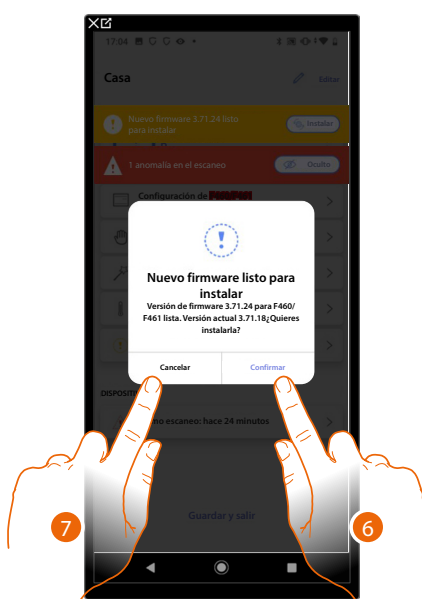 17:04
Casa
Editar
Nuevo firmware 3.71.24 listo
para instalar
Instalar
1 anomalía en el escaneo
Oculto
Configuración de
Nuevo firmware listo para
instalar
Versión de firmware 3.71.24 para F460/
F461 lista. Versión actual 3.71.18¿Quieres
instalarla?
Cancelar
Confirmar
no escaneo: hace 24 minutos
Guardar y salir
7
6